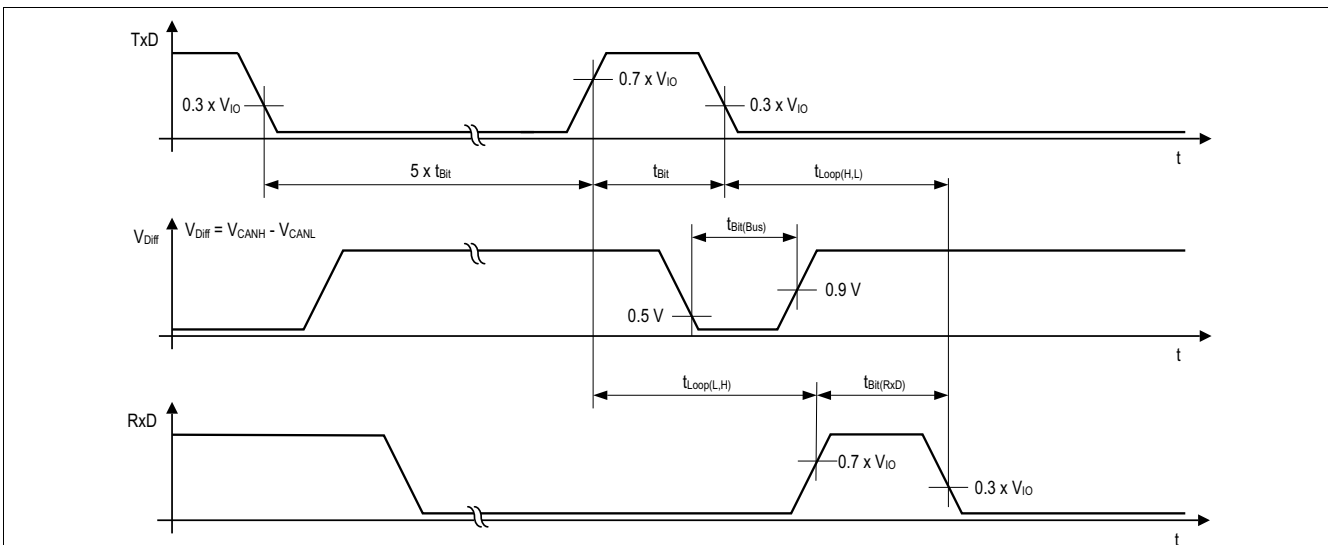 TxD
0.7 x VIO
0.3 x VIO
0.3 x VIO
t
5 x tBit
tBit
tLoop(H,L)
VDiff
VDiff = VCANH - VCANL
tBit(Bus)
0.9 V
0.5 V
t
tLoop(L,H)
tBit(RxD)
RxD
0.7 x VIO
0.3 x VIO
t